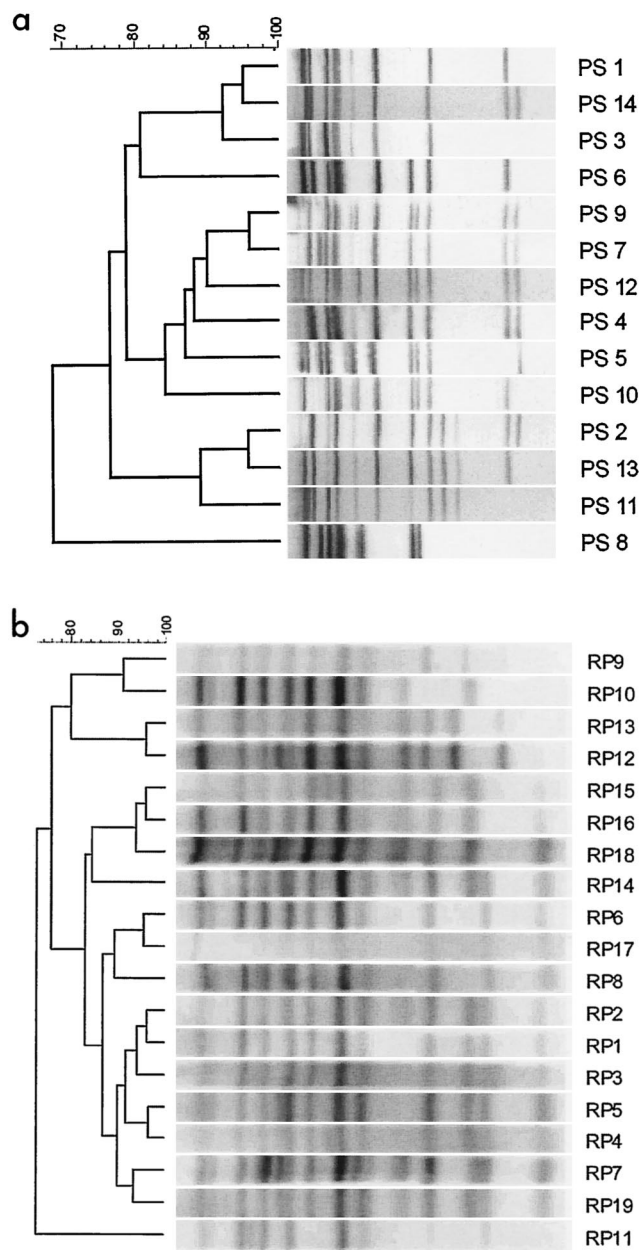 a
70 80 90 100
PS 1
PS 14
PS 3
PS 6
PS 9
PS 7
PS 12
PS 4
PS 5
PS 10
PS 2
PS 13
PS 11
PS 8
b
80 90 100
RP9
RP10
RP13
RP12
RP15
RP16
RP18
RP14
RP6
RP17
RP8
RP2
RP1
RP3
RP5
RP4
RP7
RP19
RP11